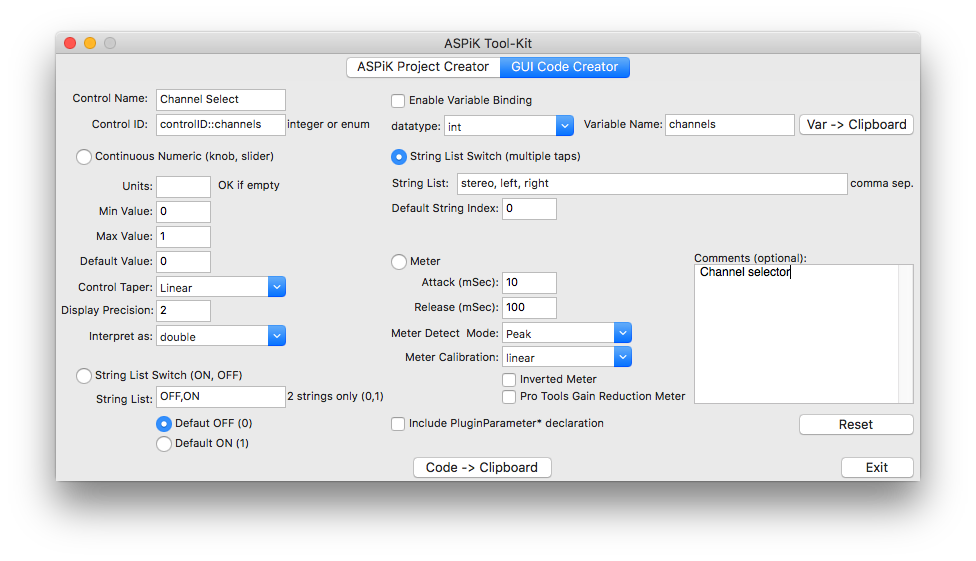 ASPiK Tool-Kit
ASPiK Project Creator GUI Code Creator
Control Name: Channel Select Enable Variable Binding
Control ID: controlID::channels integer or enum datatype: int Variable Name: channels Var -> Clipboard
Continuous Numeric (knob, slider) String List Switch (multiple taps)
Units: OK if empty String List: stereo, left, right comma sep.
Min Value: 0 Default String Index: 0
Max Value: 1
Default Value: 0 Meter Comments (optional):
Control Taper: Linear Attack (mSec): 10 Channel selector
Display Precision: 2 Release (mSec): 100
Interpret as: double Meter Detect Mode: Peak
Meter Calibration: linear
String List Switch (ON, OFF) Inverted Meter
String List: OFF,ON 2 strings only (0,1) Pro Tools Gain Reduction Meter
Defaut OFF (0) Include PluginParameter* declaration Reset
Default ON (1)
Code -> Clipboard Exit